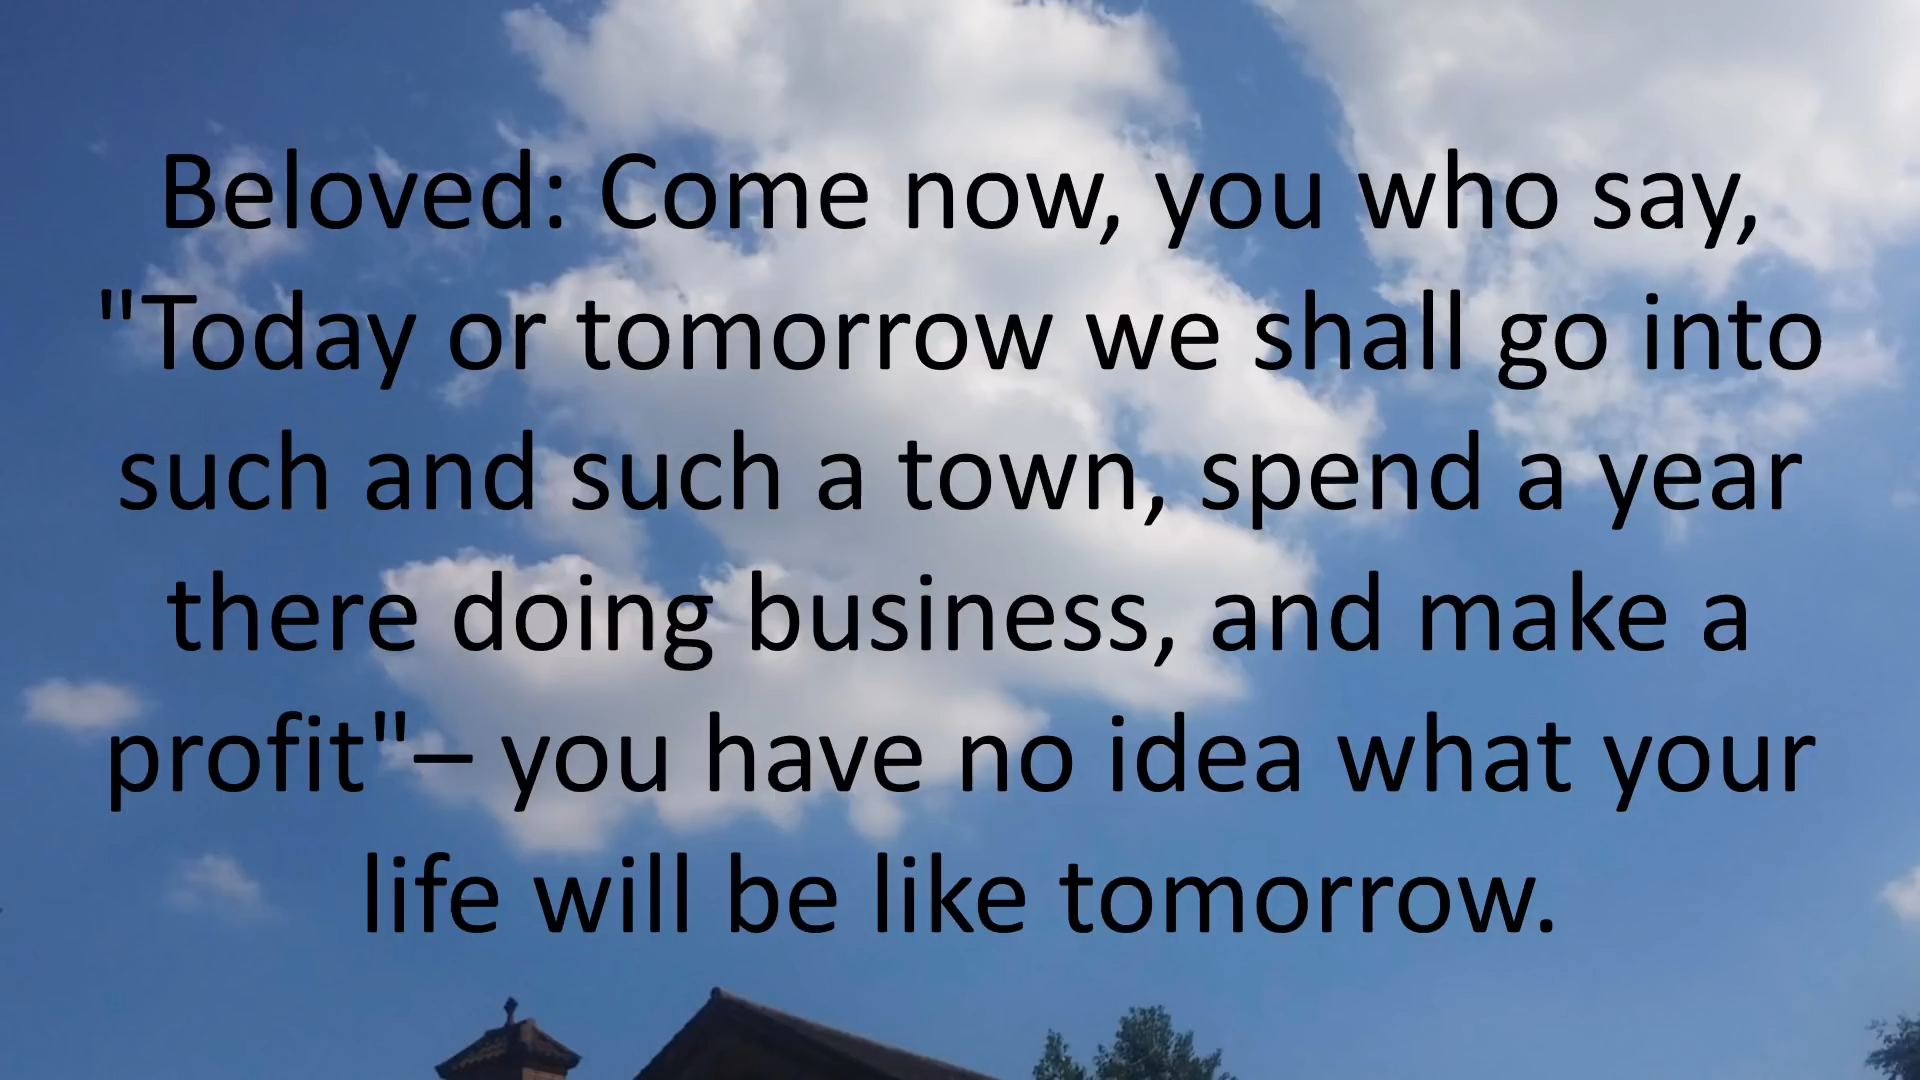 Beloved: Come now, you who say,
"Today or tomorrow we shall go into
such and such a town, spend a year
there doing business, and make a
profit"– you have no idea what your
life will be like tomorrow.